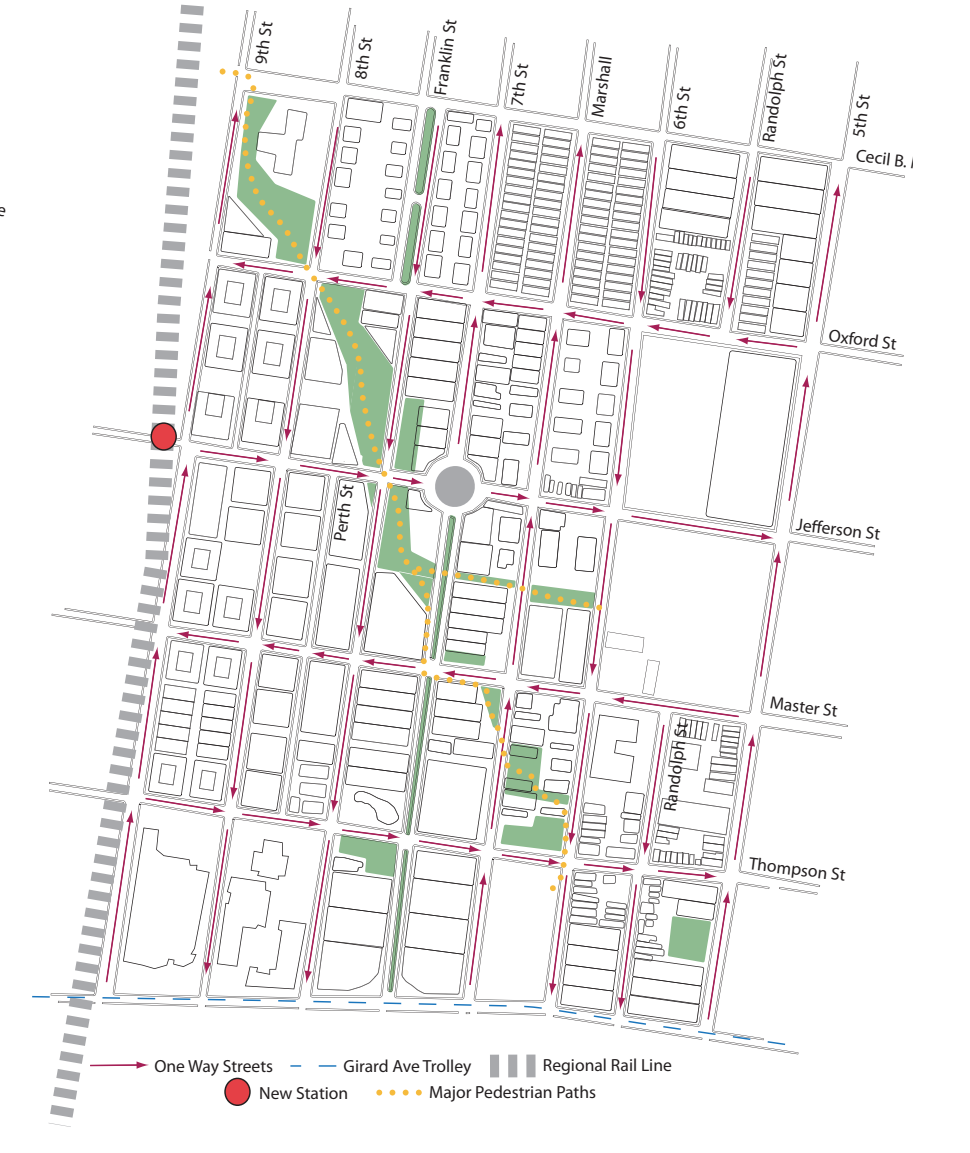 9th St
8th St
Franklin St
7th St
Marshall
6th St
Randolph St
5th St
Cecil B.
e
Oxford St
Jefferson St
Perth St
Master St
Randolph St
Thompson St
One Way Streets
Girard Ave Trolley
Regional Rail Line
New Station
Major Pedestrian Paths